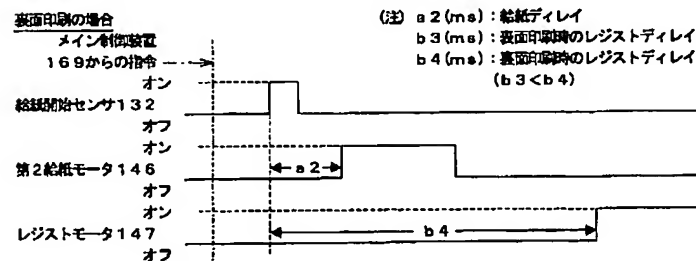 裏面印刷の場合
メイン制御装置
169からの指令
オン
給紙開始センサ132
オフ
オン
第2給紙モータ146
オフ
オン
レジストモータ147
オフ
a2
b4
(注) a2(ms):給紙ディレイ
b3(ms):表面印刷時のレジストディレイ
b4(ms):裏面印刷時のレジストディレイ
(b3<b4)